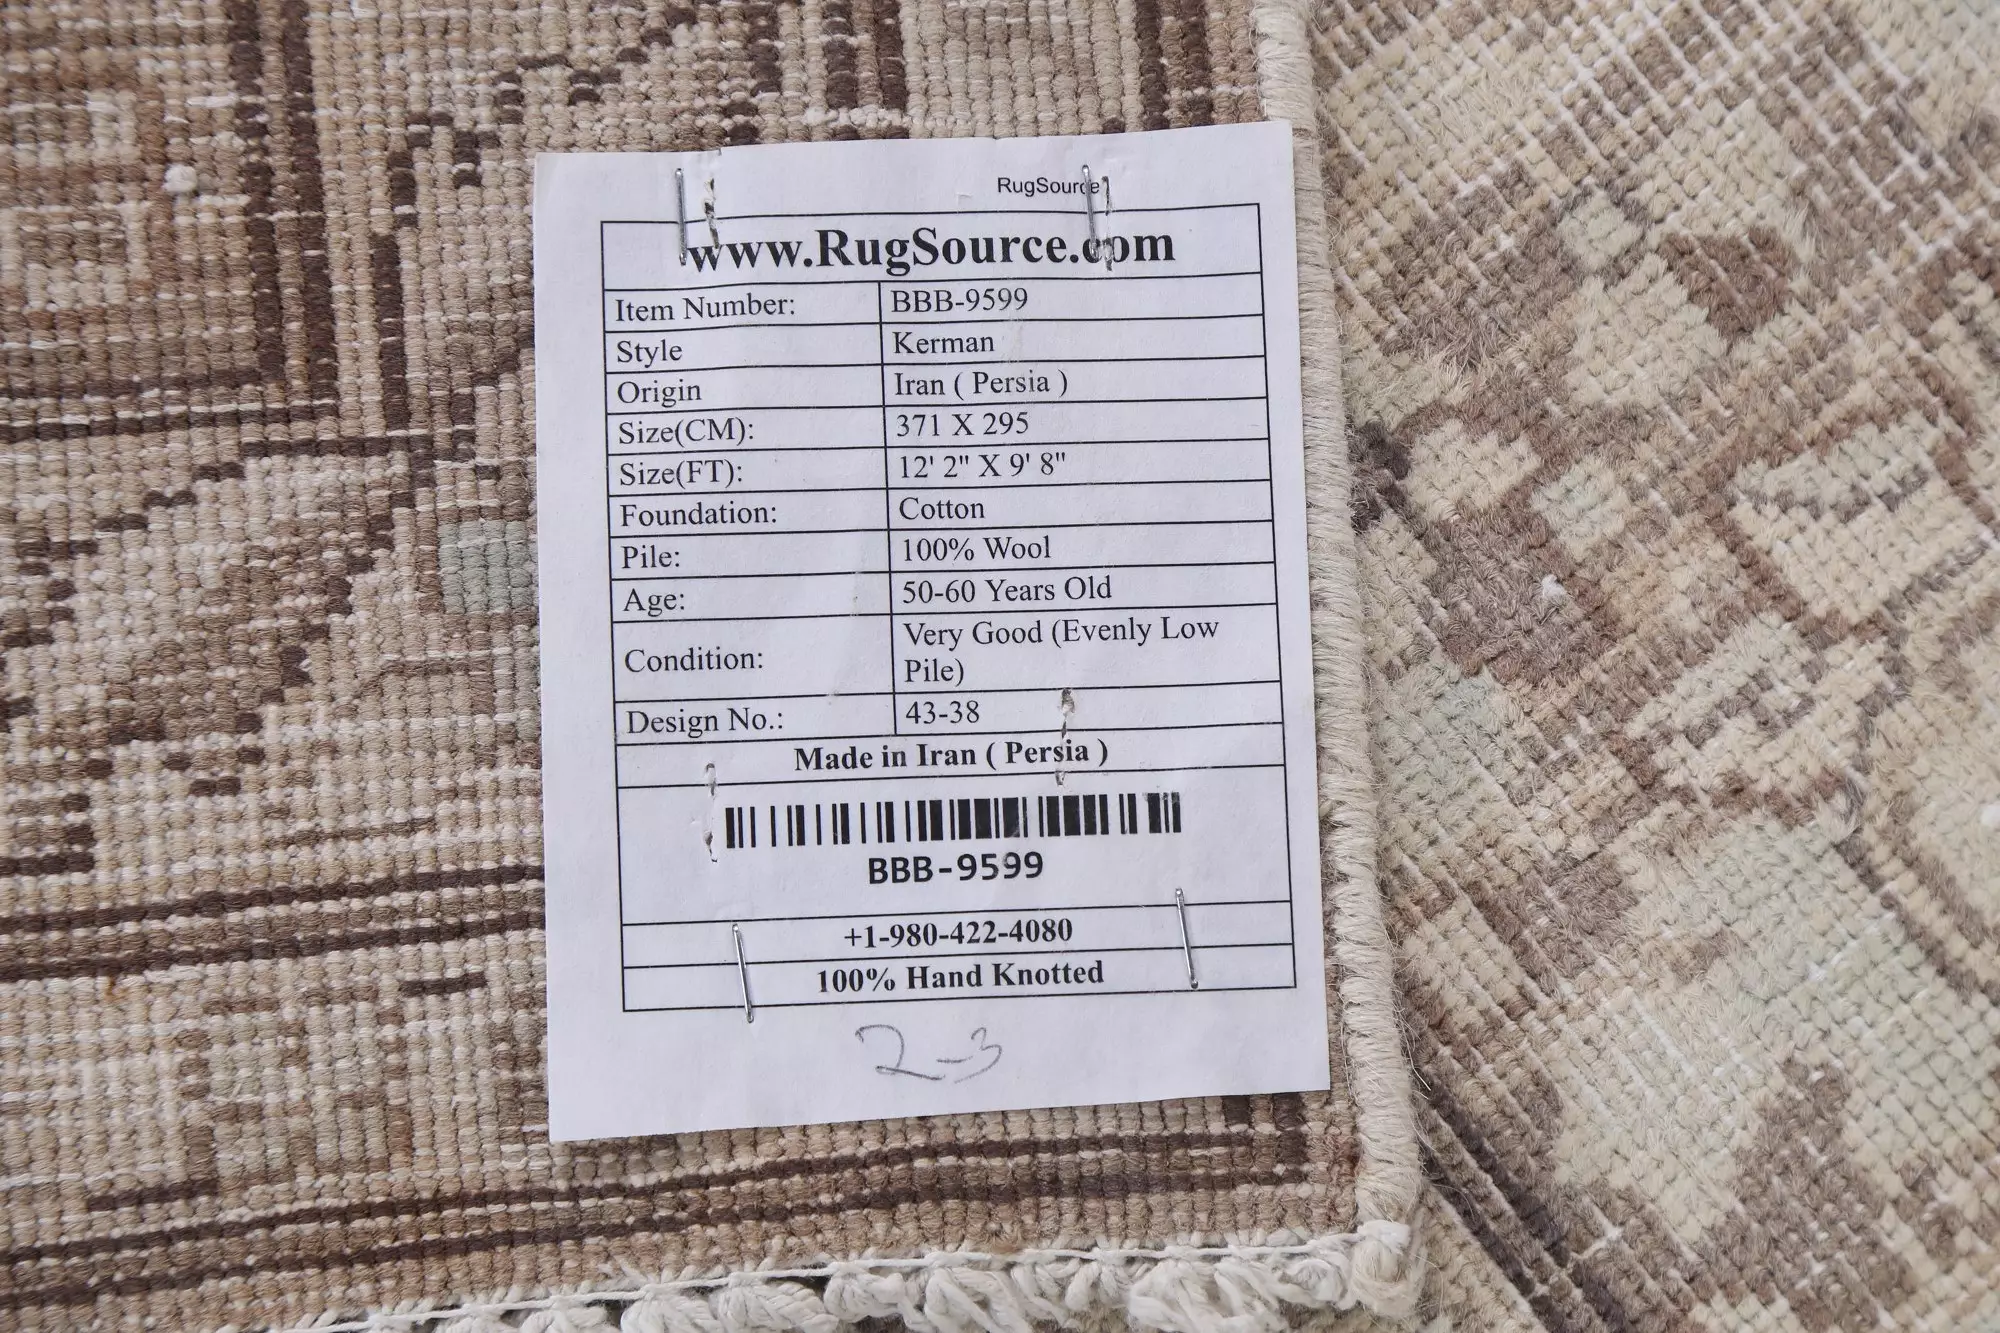 RugSource
www.RugSource.com
Item Number: BBB-9599
Style Kerman
Origin Iran ( Persia )
Size(CM): 371 X 295
Size(FT): 12' 2" X 9' 8"
Foundation: Cotton
Pile: 100% Wool
Age: 50-60 Years Old
Condition: Very Good (Evenly Low
Pile)
Design No.: 43-38
Made in Iran ( Persia )
BBB-9599
+1-980-422-4080
100% Hand Knotted
2-3